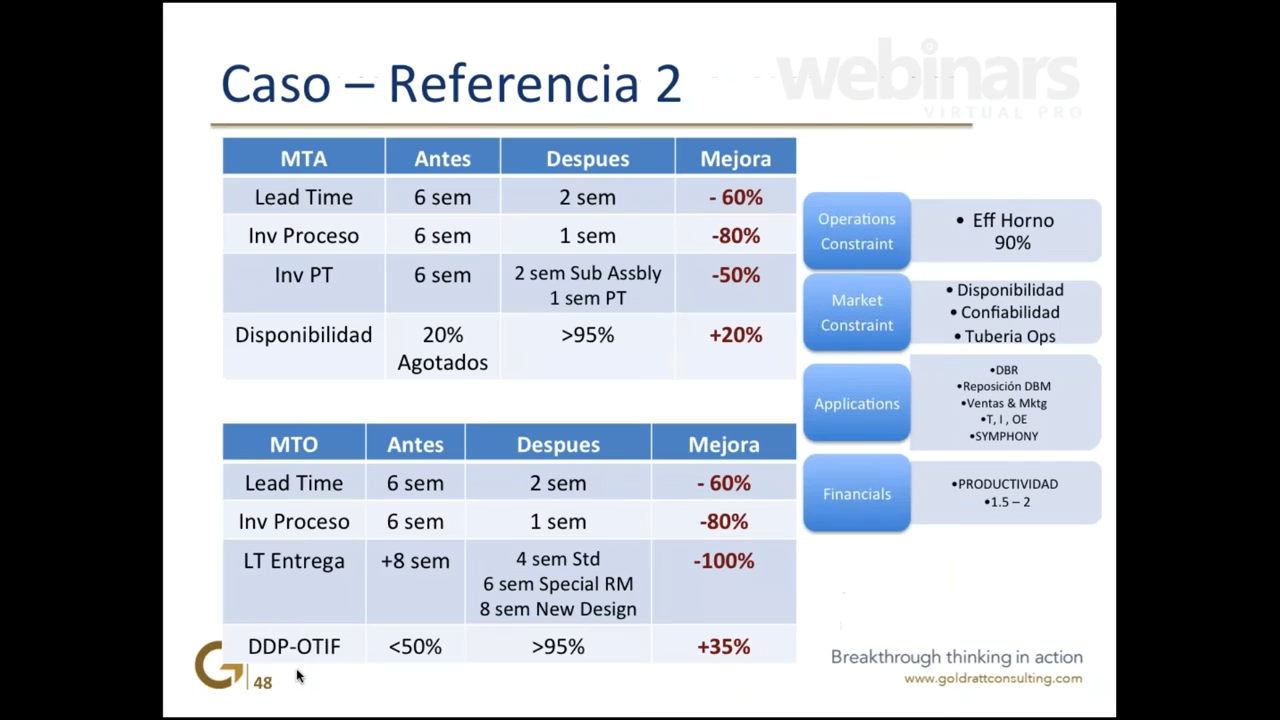 webinars
VIRTUAL PRO
Caso – Referencia 2
MTA Antes Despues Mejora
Lead Time 6 sem 2 sem - 60%
Inv Proceso 6 sem 1 sem -80%
Inv PT 6 sem 2 sem Sub Assbly -50%
1 sem PT
Disponibilidad 20% >95% +20%
Agotados
MTO Antes Despues Mejora
Lead Time 6 sem 2 sem - 60%
Inv Proceso 6 sem 1 sem -80%
LT Entrega +8 sem 4 sem Std -100%
6 sem Special RM
8 sem New Design
DDP-OTIF <50% >95% +35%
Operations
Constraint
• Eff Horno
90%
Market
Constraint
• Disponibilidad
• Confiabilidad
• Tuberia Ops
Applications
•DBR
•Reposición DBM
•Ventas & Mktg
•T, I , OE
•SYMPHONY
Financials
•PRODUCTIVIDAD
•1.5 – 2
G
48
Breakthrough thinking in action
www.goldrattconsulting.com